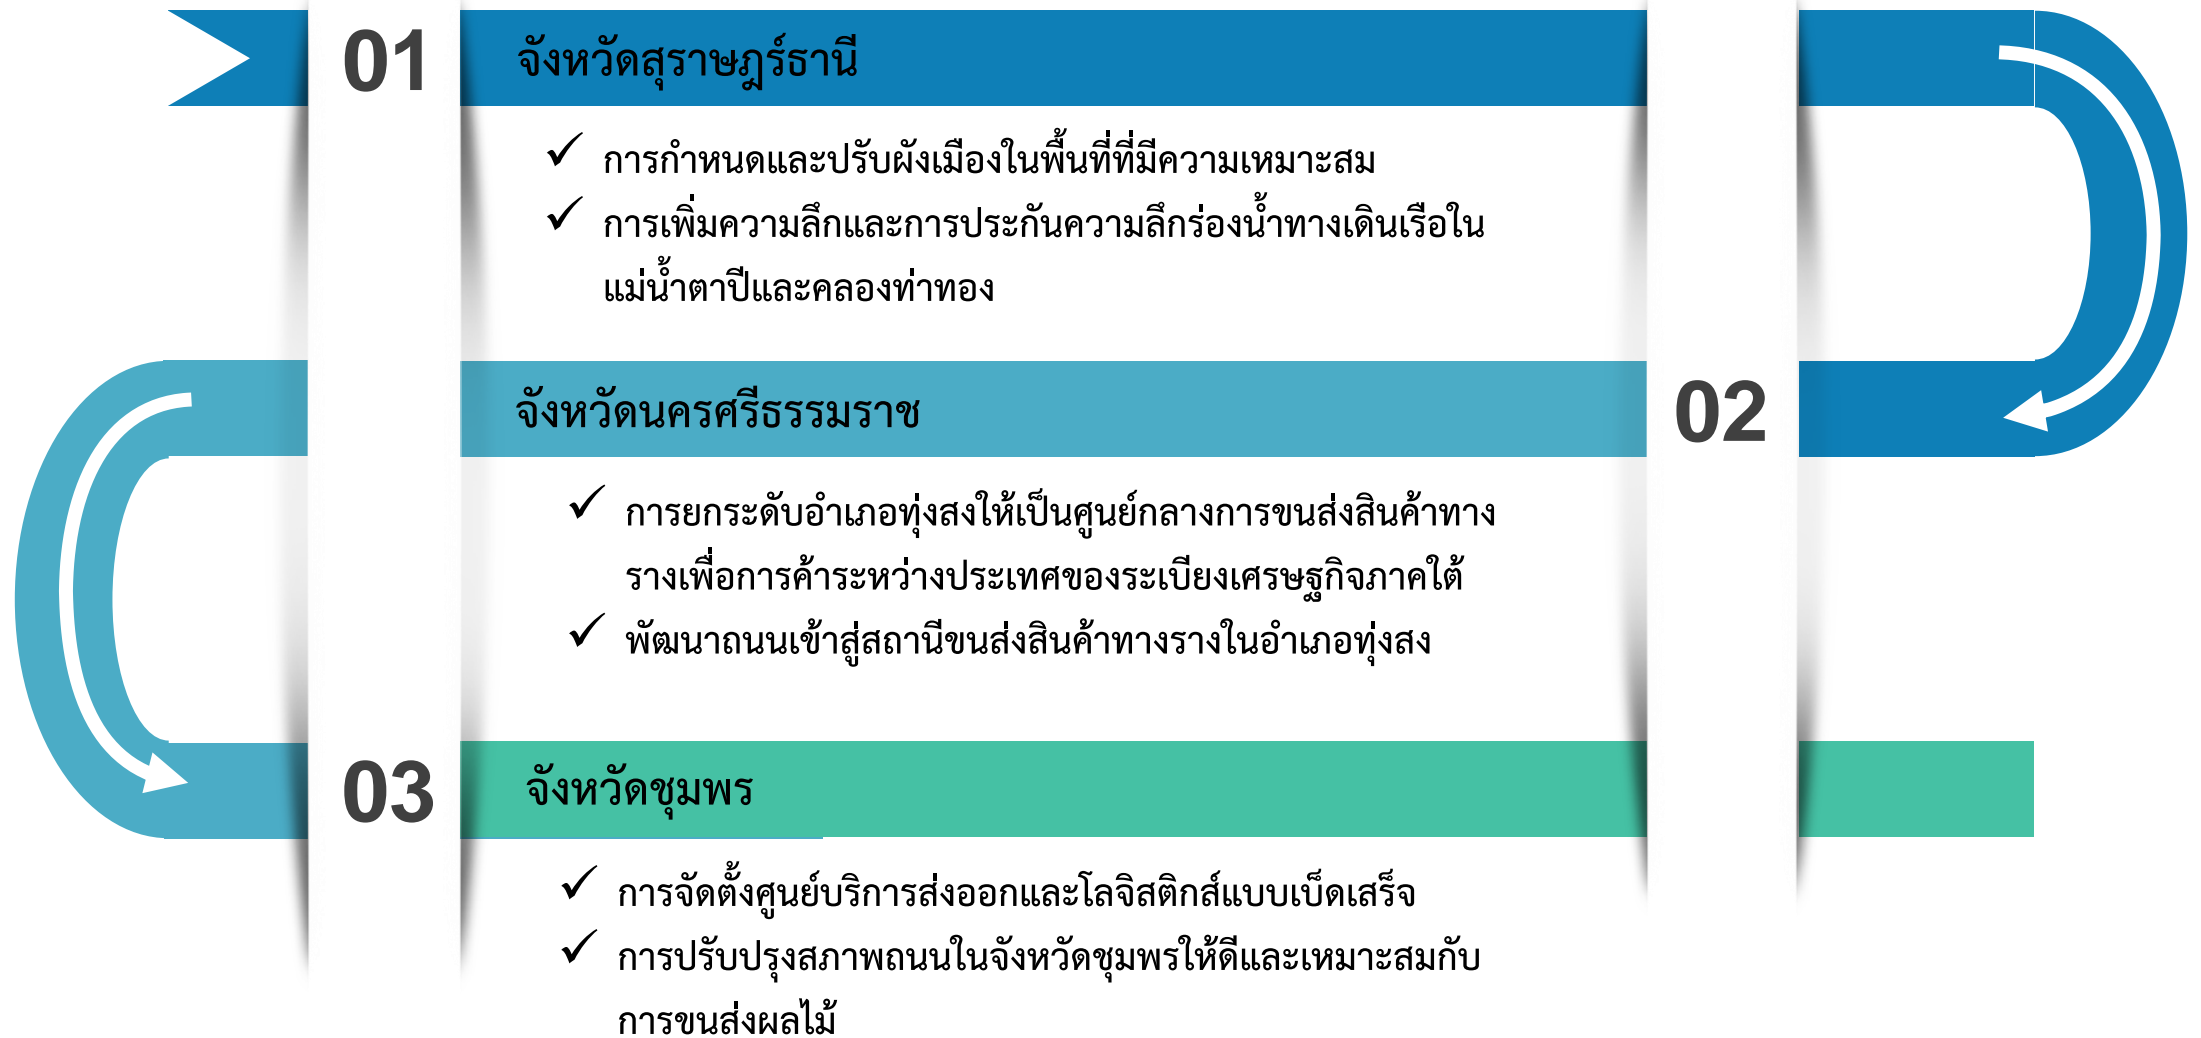 01 จังหวัดสุราษฎร์ธานี
✓ การกำหนดและปรับผังเมืองในพื้นที่ที่มีความเหมาะสม
✓ การเพิ่มความลึกและการประกันความลึกร่องน้ำทางเดินเรือใน
แม่น้ำตาปีและคลองท่าทอง
จังหวัดนครศรีธรรมราช 02
✓ การยกระดับอำเภอทุ่งสงให้เป็นศูนย์กลางการขนส่งสินค้าทาง
รางเพื่อการค้าระหว่างประเทศของระเบียงเศรษฐกิจภาคใต้
✓ พัฒนาถนนเข้าสู่สถานีขนส่งสินค้าทางรางในอำเภอทุ่งสง
03 จังหวัดชุมพร
✓ การจัดตั้งศูนย์บริการส่งออกและโลจิสติกส์แบบเบ็ดเสร็จ
✓ การปรับปรุงสภาพถนนในจังหวัดชุมพรให้ดีและเหมาะสมกับ
การขนส่งผลไม้